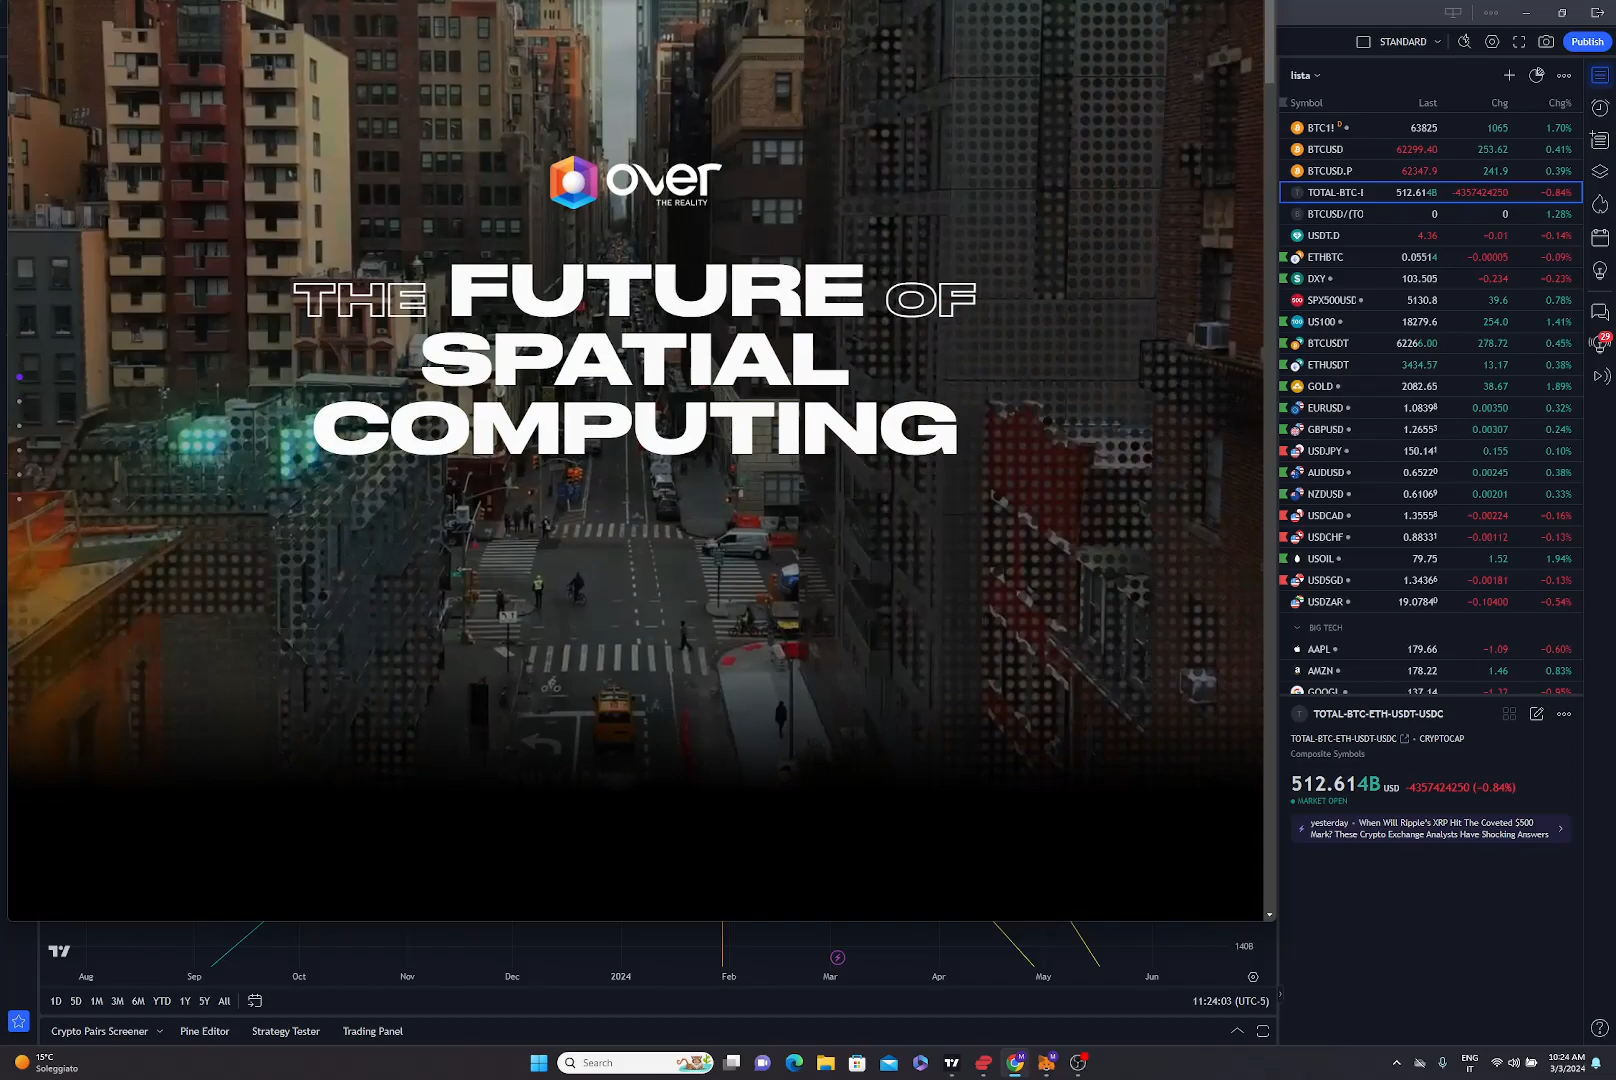 STANDARD
Publish
lista
Symbol Last Chg Chg%
BTC1! D 63825 1065 1.70%
BTCUSD 62299.40 253.62 0.41%
BTCUSD.P 62347.9 241.9 0.39%
TOTAL-BTC-I 512.614B -4357424250 -0.84%
BTCUSD/(TO 0 0 1.28%
USDT.D 4.36 -0.01 -0.14%
ETHBTC 0.05514 -0.00005 -0.09%
DXY 103.505 -0.234 -0.23%
SPX500USD 5130.8 39.6 0.78%
US100 18279.6 254.0 1.41%
BTCUSDT 62266.00 278.72 0.45%
ETHUSDT 3434.57 13.17 0.38%
GOLD 2082.65 38.67 1.89%
EURUSD 1.08398 0.00350 0.32%
GBPUSD 1.26553 0.00307 0.24%
USDJPY 150.141 0.155 0.10%
AUDUSD 0.65220 0.00245 0.38%
NZDUSD 0.61069 0.00201 0.33%
USDCAD 1.35558 -0.00224 -0.16%
USDCHF 0.88331 -0.00112 -0.13%
USOIL 79.75 1.52 1.94%
USDSGD 1.34366 -0.00181 -0.13%
USDZAR 19.07840 -0.10400 -0.54%
BIG TECH
AAPL 179.66 -1.09 -0.60%
AMZN 178.22 1.46 0.83%
GOOGL 137.14 -1.32 -0.95%
TOTAL-BTC-ETH-USDT-USDC
TOTAL-BTC-ETH-USDT-USDC • CRYPTOCAP
Composite Symbols
512.614B USD -4357424250 (-0.84%)
MARKET OPEN
yesterday - When Will Ripple's XRP Hit The Coveted $500
Mark? These Crypto Exchange Analysts Have Shocking Answers
29
over
THE REALITY
THE FUTURE OF
SPATIAL
COMPUTING
140B
Aug Sep Oct Nov Dec 2024 Feb Mar Apr May Jun
1D 5D 1M 3M 6M YTD 1Y 5Y All
11:24:03 (UTC-5)
Crypto Pairs Screener Pine Editor Strategy Tester Trading Panel
15°C
Soleggiato
Search
ENG
IT
10:24 AM
3/3/2024